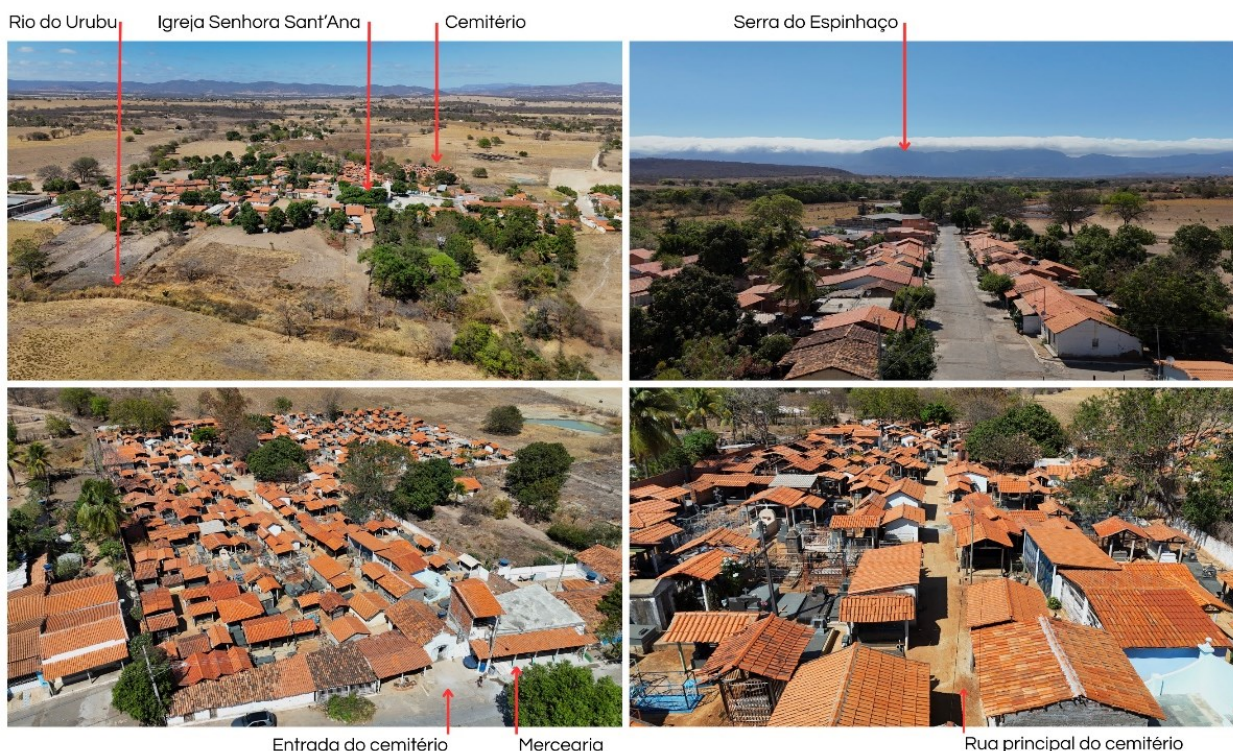 Rio do Urubu
Igreja Senhora Sant'Ana
Cemitério
Serra do Espinhaço
Entrada do cemitério
Mercearia
Rua principal do cemitério